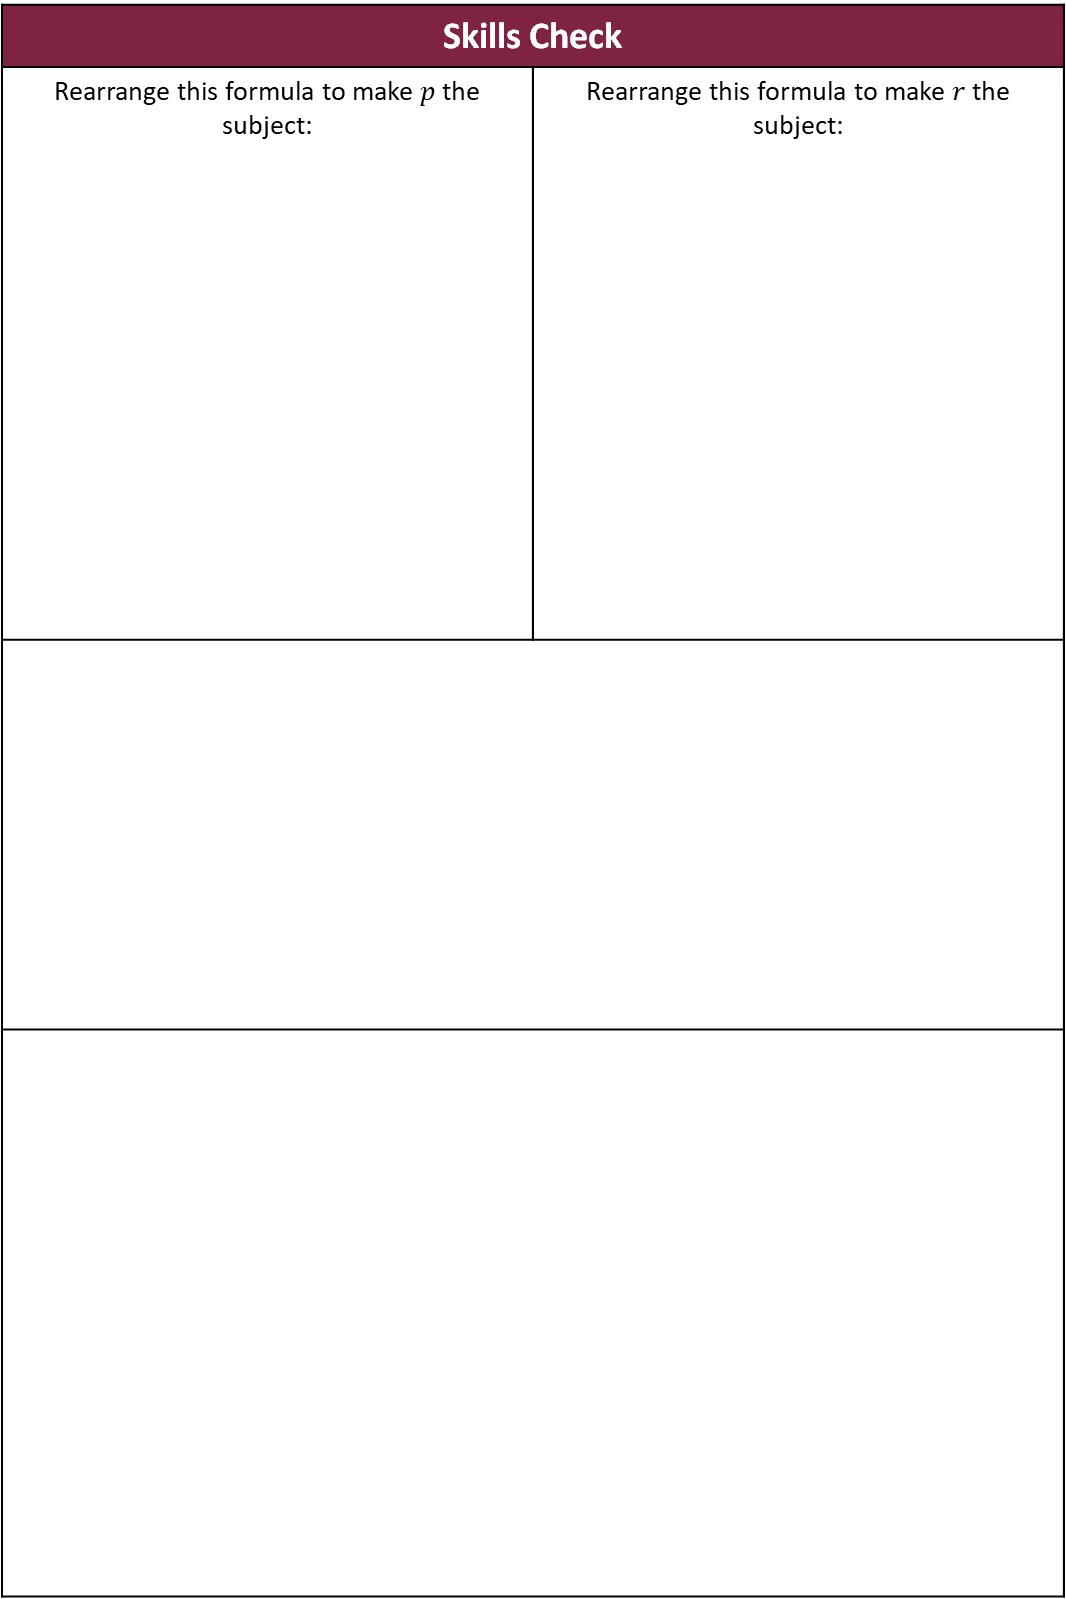 Skills Check
Rearrange this formula to make p the
subject:
Rearrange this formula to make r the
subject: